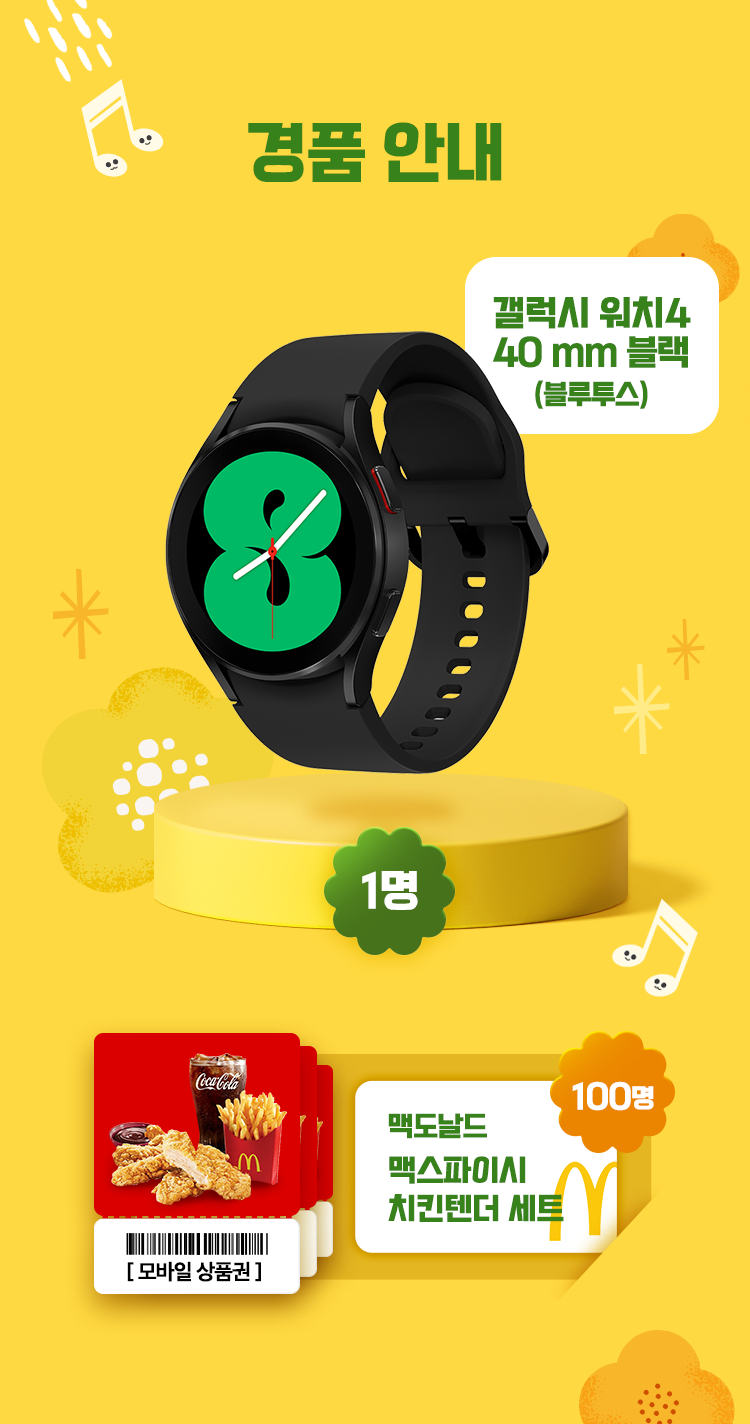 경품 안내
갤럭시 워치4
40 mm 블랙
(블루투스)
1명
Coca-Cola
[ 모바일 상품권 ]
100명
맥도날드
맥스파이시
치킨텐더 세트